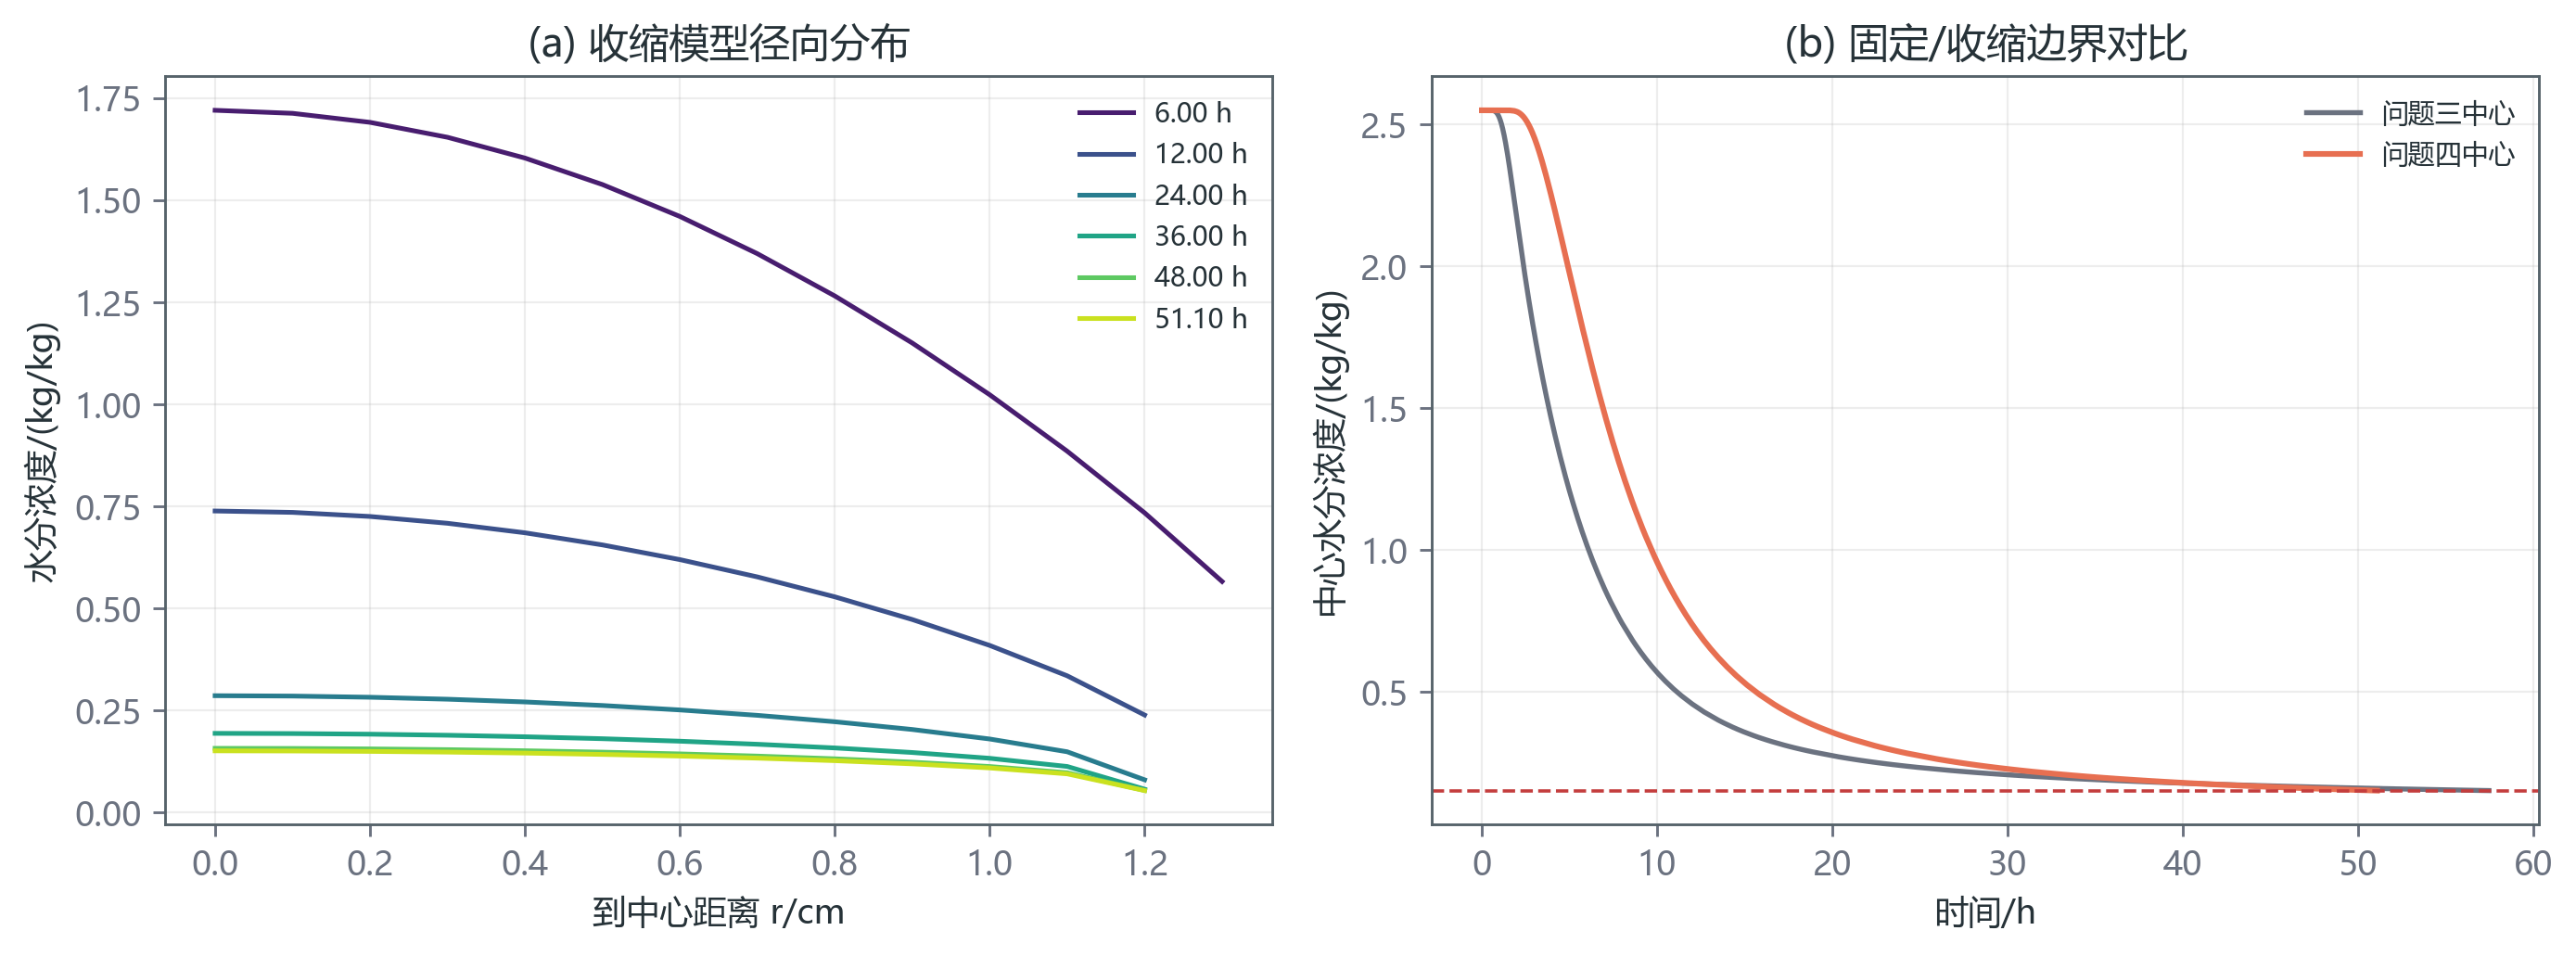 (a) 收缩模型径向分布
水分浓度/(kg/kg)
1.75
1.50
1.25
1.00
0.75
0.50
0.25
0.00
6.00 h
12.00 h
24.00 h
36.00 h
48.00 h
51.10 h
0.0 0.2 0.4 0.6 0.8 1.0 1.2
到中心距离 r/cm
(b) 固定/收缩边界对比
中心水分浓度/(kg/kg)
2.5
2.0
1.5
1.0
0.5
问题三中心
问题四中心
0 10 20 30 40 50 60
时间/h